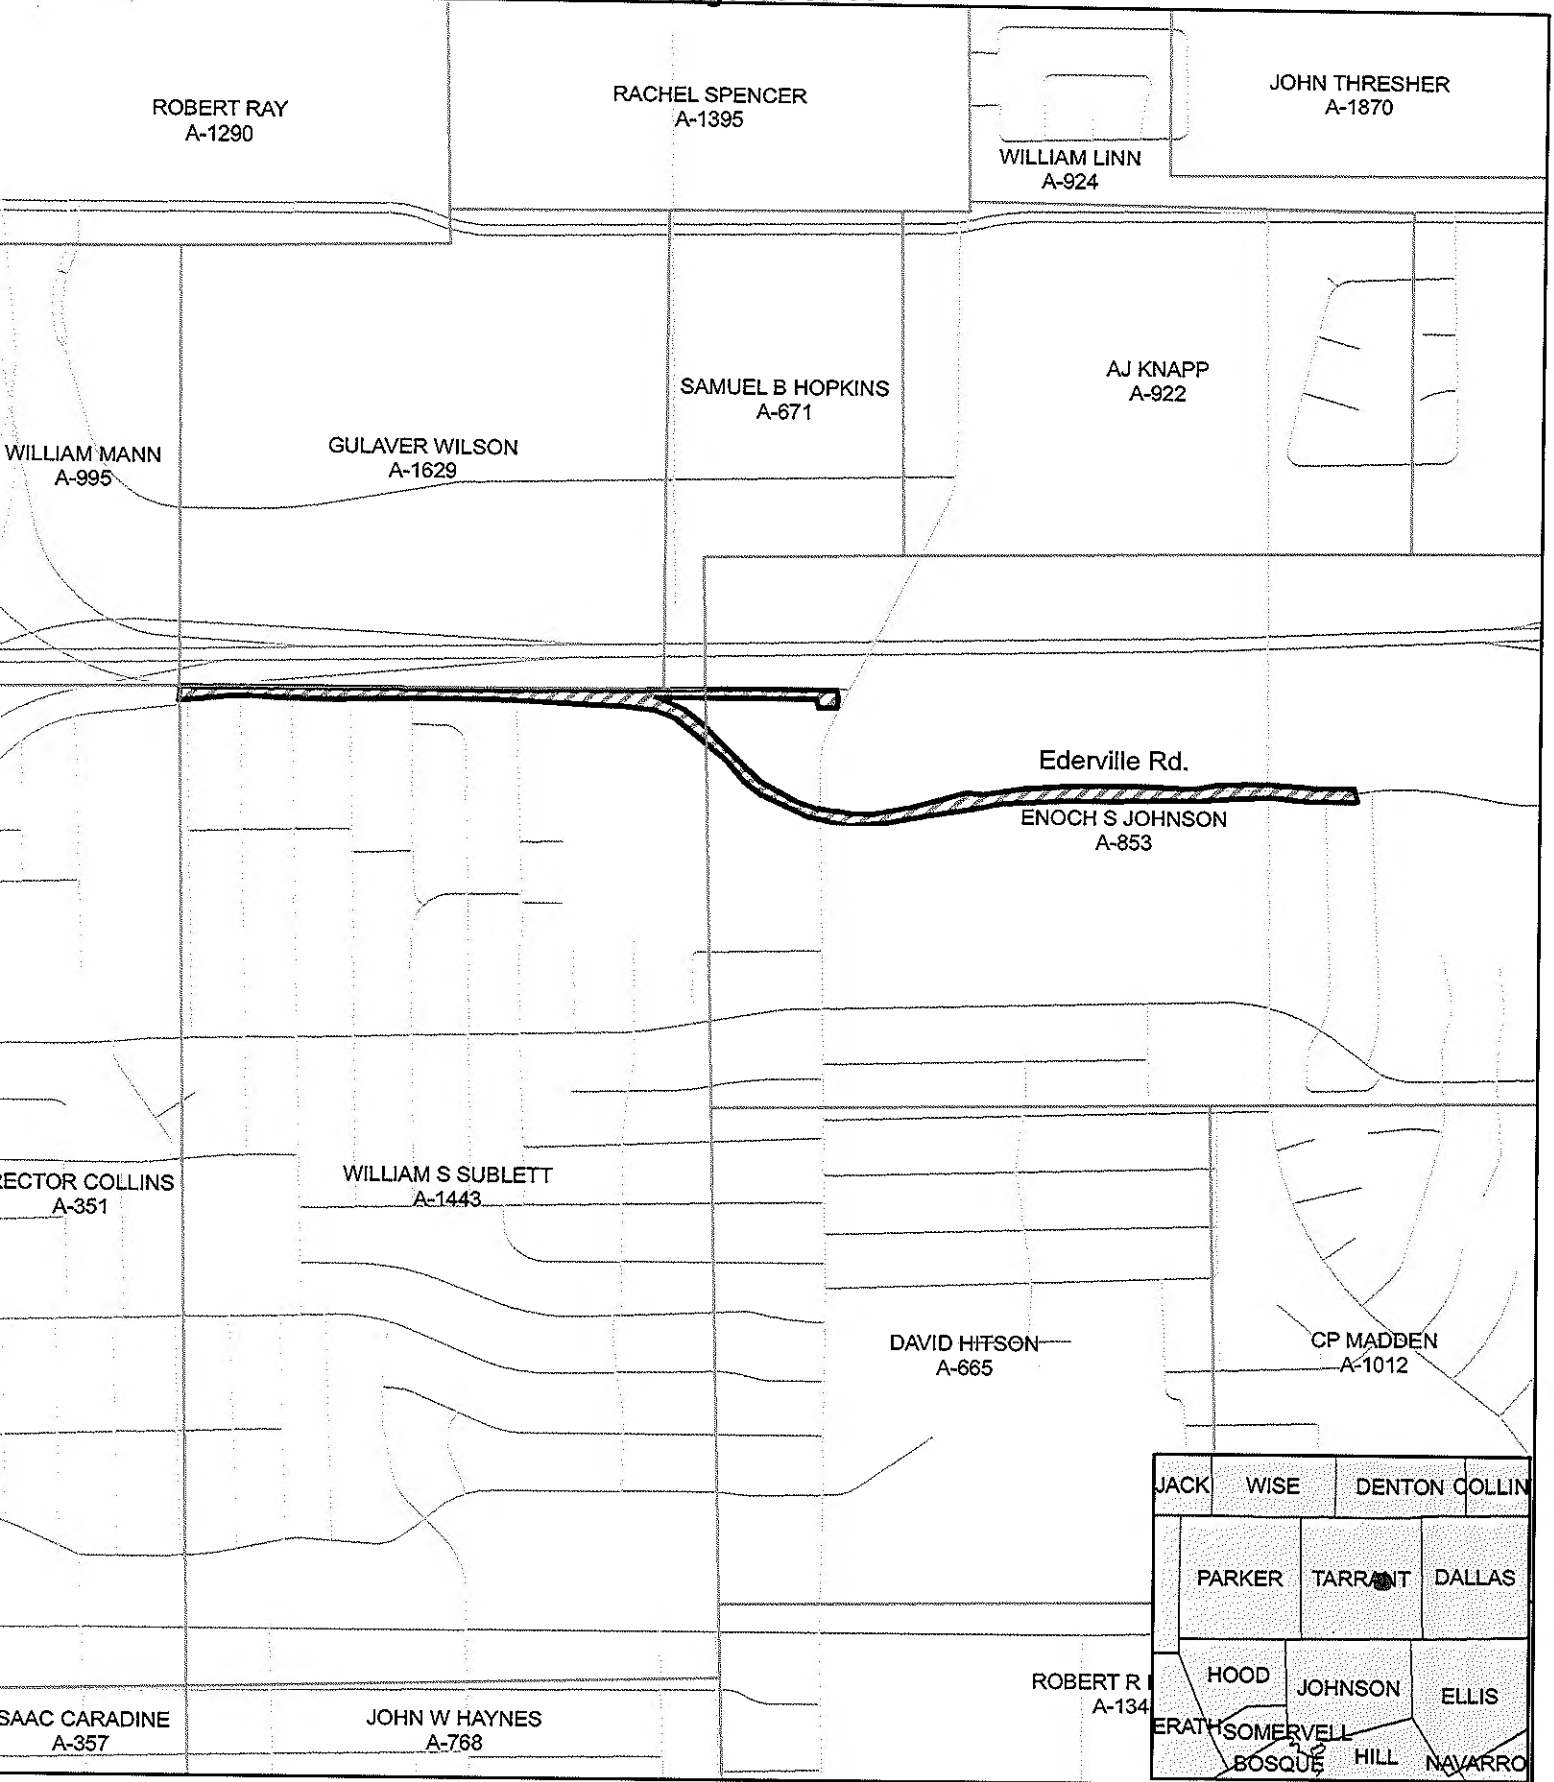 ROBERT RAY
A-1290
RACHEL SPENCER
A-1395
JOHN THRESHER
A-1870
WILLIAM LINN
A-924
SAMUEL B HOPKINS
A-671
AJ KNAPP
A-922
WILLIAM MANN
A-995
GULAVER WILSON
A-1629
Ederville Rd.
ENOCH S JOHNSON
A-853
RECTOR COLLINS
A-351
WILLIAM S SUBLETT
A-1443
DAVID HITSON
A-665
CP MADDEN
A-1012
ROBERT R
A-134
SAAC CARADINE
A-357
JOHN W HAYNES
A-768
JACK
WISE
DENTON
COLLIN
PARKER
TARRANT
DALLAS
HOOD
JOHNSON
ELLIS
ERATH
SOMERVELL
BOSQUE
HILL
NAVARRO